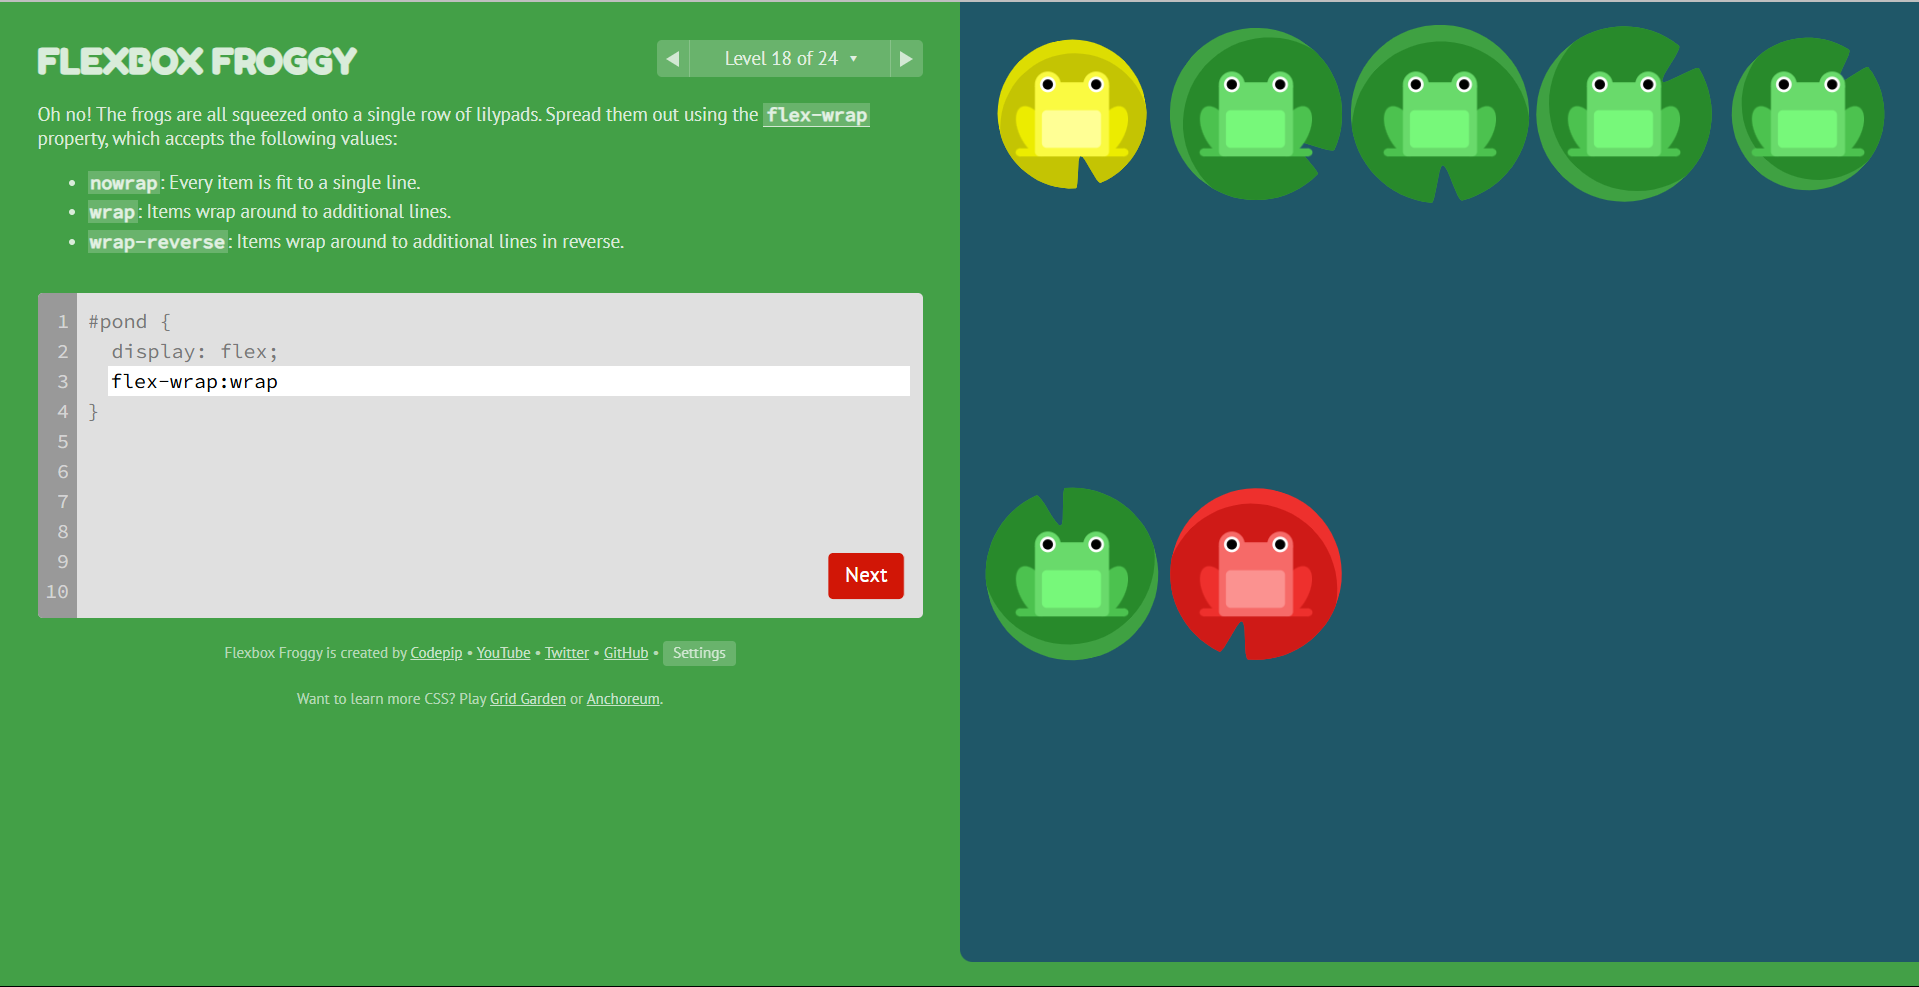 FLEXBOX FROGGY
◀ Level 18 of 24 ▾ ▶
Oh no! The frogs are all squeezed onto a single row of lilypads. Spread them out using the flex-wrap
property, which accepts the following values:
• nowrap: Every item is fit to a single line.
• wrap: Items wrap around to additional lines.
• wrap-reverse: Items wrap around to additional lines in reverse.
1 #pond {
2 display: flex;
3 flex-wrap:wrap
4 }
5
6
7
8
9
10
Next
Flexbox Froggy is created by Codepip • YouTube • Twitter • GitHub • Settings
Want to learn more CSS? Play Grid Garden or Anchoreum.